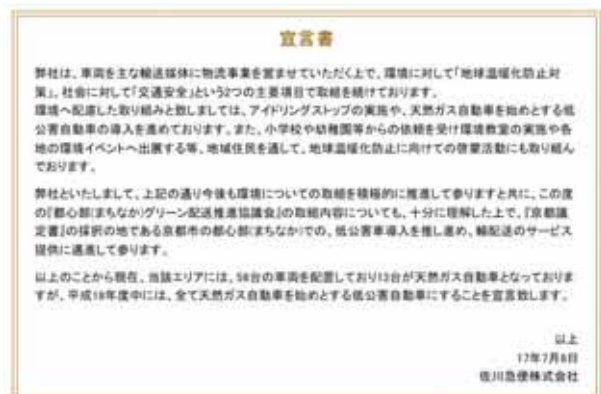 宣言書
弊社は、車両を主な輸送媒体に物流事業を営ませていただく上で、環境に対して「地球温暖化防止対
策」、社会に対して「交通安全」という2つの主要項目で取組を続けております。
環境へ配慮した取り組みと致しましては、アイドリングストップの実施や、天然ガス自動車を始めとする低
公害自動車の導入を進めております。また、小学校や幼稚園等からの依頼を受け環境教室の実施や各
地の環境イベントへ出展する等、地域住民を通して、地球温暖化防止に向けての啓蒙活動にも取り組ん
でおります。
弊社といたしまして、上記の通り今後も環境についての取組を積極的に推進して参りますと共に、この度
の『都心部(まちなか)グリーン配送推進協議会』の取組内容についても、十分に理解した上で、『京都議
定書』の採択の地である京都市の都心部(まちなか)での、低公害車導入を推し進め、輸配送のサービス
提供に邁進して参ります。
以上のことから現在、当該エリアには、58台の車両を配置しており13台が天然ガス自動車となっておりま
すが、平成18年度中には、全て天然ガス自動車を始めとする低公害自動車にすることを宣言致します。
以上
17年7月8日
佐川急便株式会社